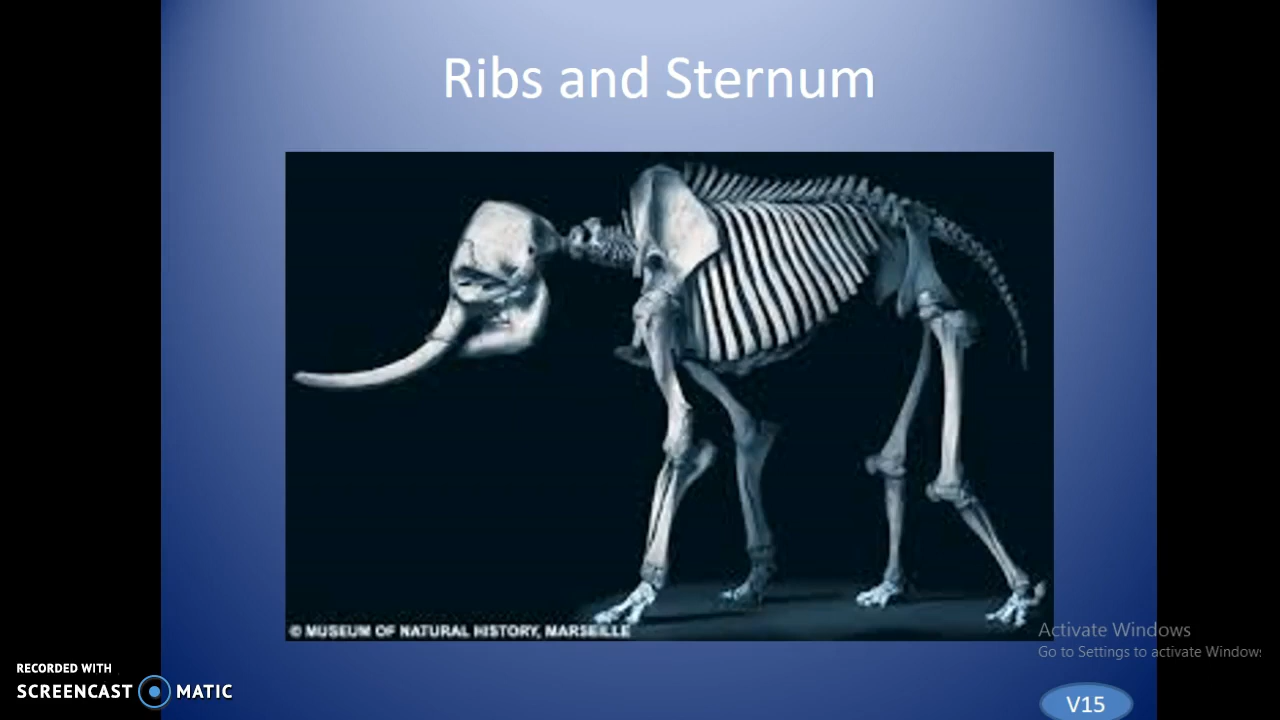 Ribs and Sternum
© MUSEUM OF NATURAL HISTORY, MARSEILLE
Activate Windows
Go to Settings to activate Windows
RECORDED WITH
SCREENCAST MATIC
V15